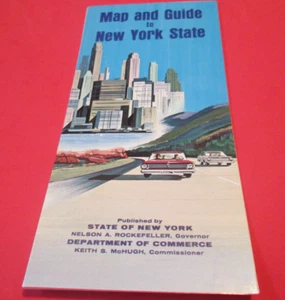 Map and Guide
to
New York State
Published by
STATE OF NEW YORK
NELSON A. ROCKEFELLER, Governor
DEPARTMENT OF COMMERCE
KEITH S. McHUGH, Commissioner